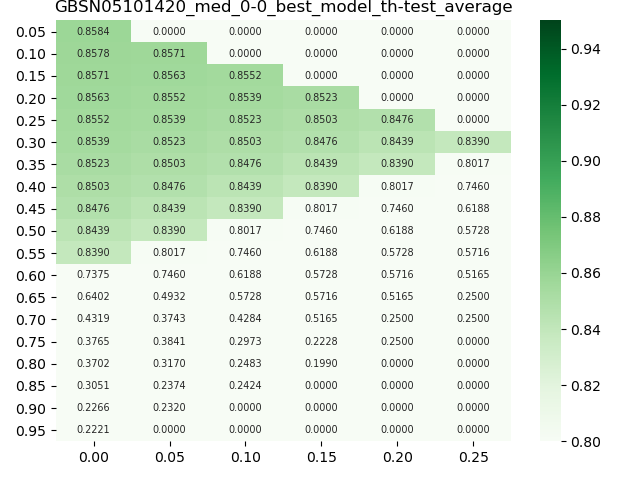 GBSN05101420_med_0-0_best_model_th-test_average
0.05 0.8584 0.0000 0.0000 0.0000 0.0000 0.0000
0.10 0.8578 0.8571 0.0000 0.0000 0.0000 0.0000
0.15 0.8571 0.8563 0.8552 0.0000 0.0000 0.0000
0.20 0.8563 0.8552 0.8539 0.8523 0.0000 0.0000
0.25 0.8552 0.8539 0.8523 0.8503 0.8476 0.0000
0.30 0.8539 0.8523 0.8503 0.8476 0.8439 0.8390
0.35 0.8523 0.8503 0.8476 0.8439 0.8390 0.8017
0.40 0.8503 0.8476 0.8439 0.8390 0.8017 0.7460
0.45 0.8476 0.8439 0.8390 0.8017 0.7460 0.6188
0.50 0.8439 0.8390 0.8017 0.7460 0.6188 0.5728
0.55 0.8390 0.8017 0.7460 0.6188 0.5728 0.5716
0.60 0.7375 0.7460 0.6188 0.5728 0.5716 0.5165
0.65 0.6402 0.4932 0.5728 0.5716 0.5165 0.2500
0.70 0.4319 0.3743 0.4284 0.5165 0.2500 0.2500
0.75 0.3765 0.3841 0.2973 0.2228 0.2500 0.0000
0.80 0.3702 0.3170 0.2483 0.1990 0.0000 0.0000
0.85 0.3051 0.2374 0.2424 0.0000 0.0000 0.0000
0.90 0.2266 0.2320 0.0000 0.0000 0.0000 0.0000
0.95 0.2221 0.0000 0.0000 0.0000 0.0000 0.0000
0.00 0.05 0.10 0.15 0.20 0.25
0.94
0.92
0.90
0.88
0.86
0.84
0.82
0.80